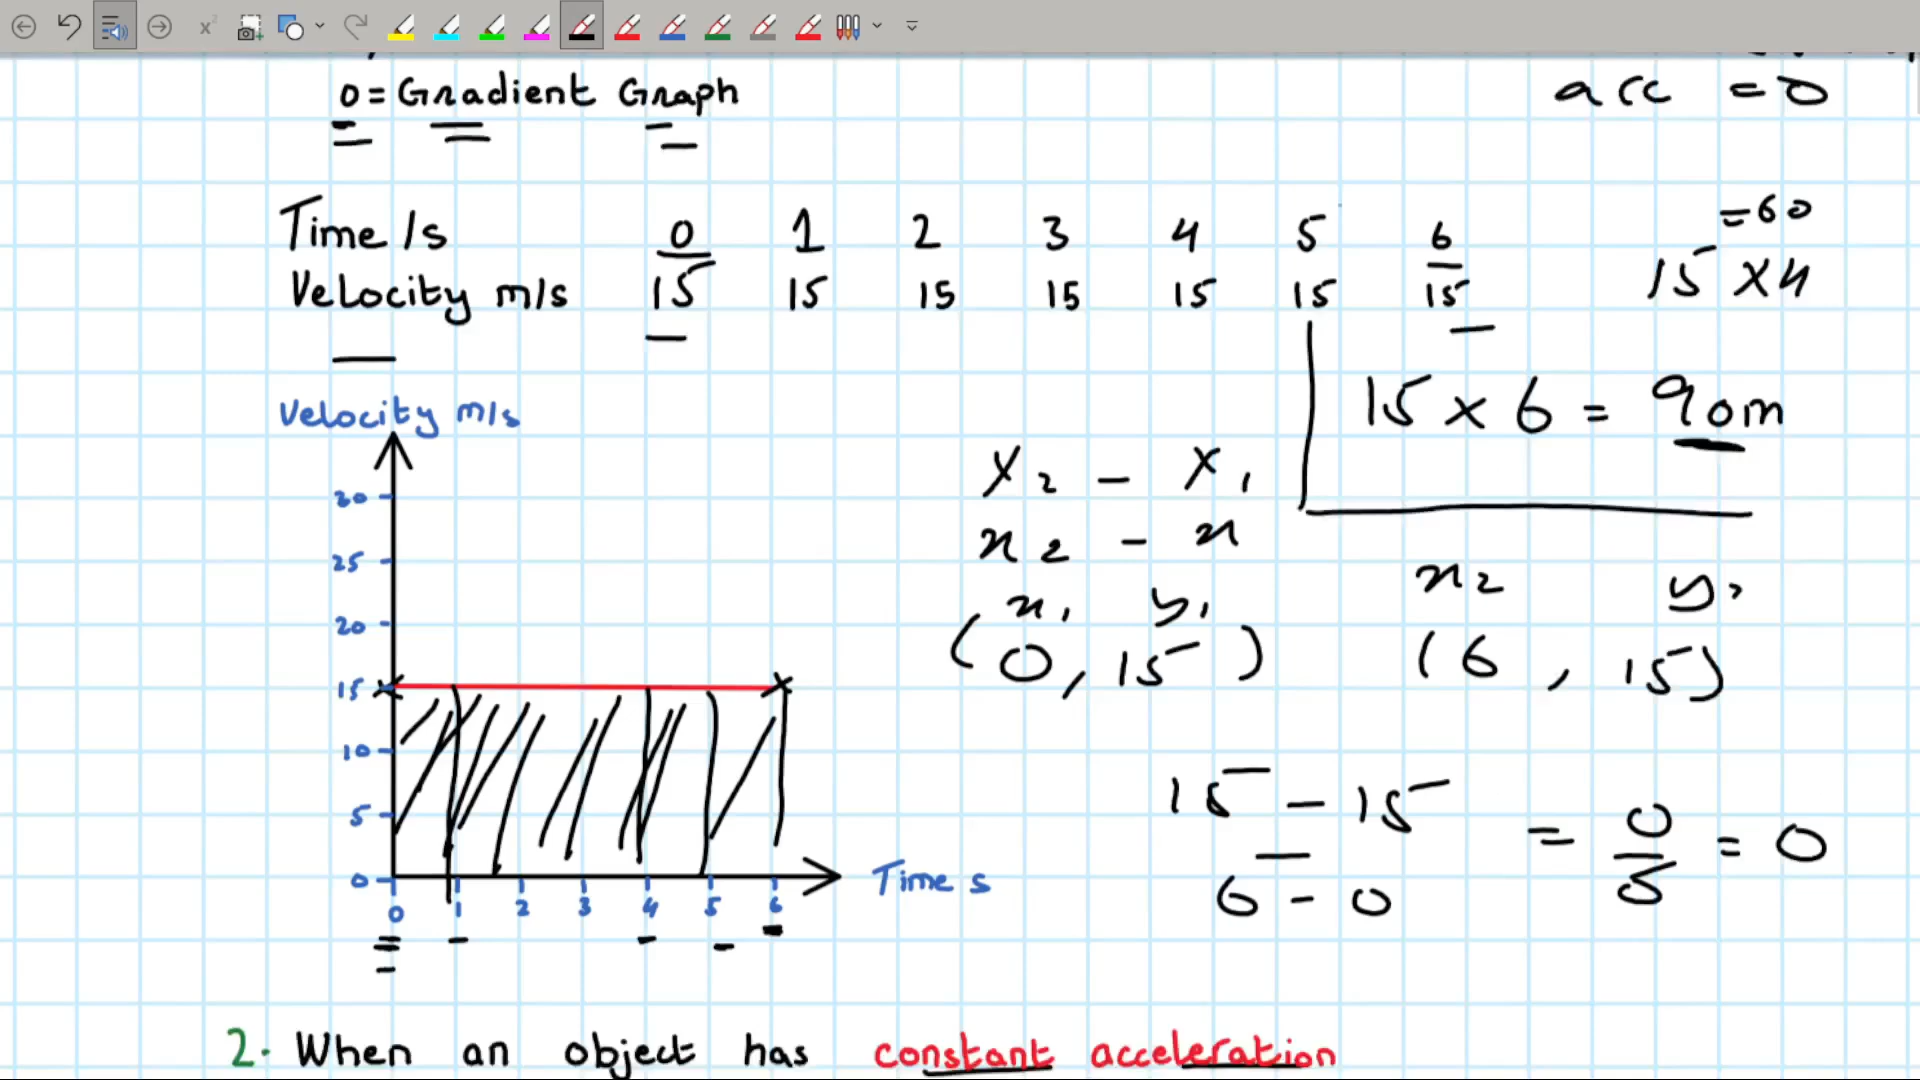 0 = Gradient Graph
acc = 0
Time /s 0 1 2 3 4 5 6
Velocity m/s 15 15 15 15 15 15 15
= 60
15 x 4
15 x 6 = 90m
Velocity m/s
30
25
20
15
10
5
0
0 1 2 3 4 5 6
Time s
x₂ - x₁
x₂ - x
x₁ y₁
(0, 15)
x₂ y₂
(6, 15)
15 - 15
6 - 0
= 0
= 0
2. When an object has constant acceleration